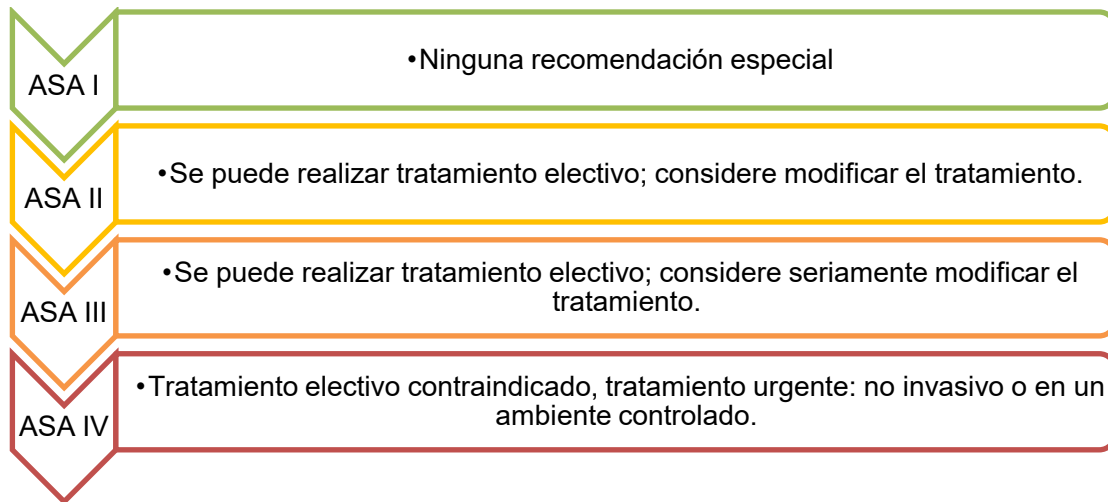 ASA I
•Ninguna recomendación especial
ASA II
•Se puede realizar tratamiento electivo; considere modificar el tratamiento.
ASA III
•Se puede realizar tratamiento electivo; considere seriamente modificar el
tratamiento.
ASA IV
•Tratamiento electivo contraindicado, tratamiento urgente: no invasivo o en un
ambiente controlado.